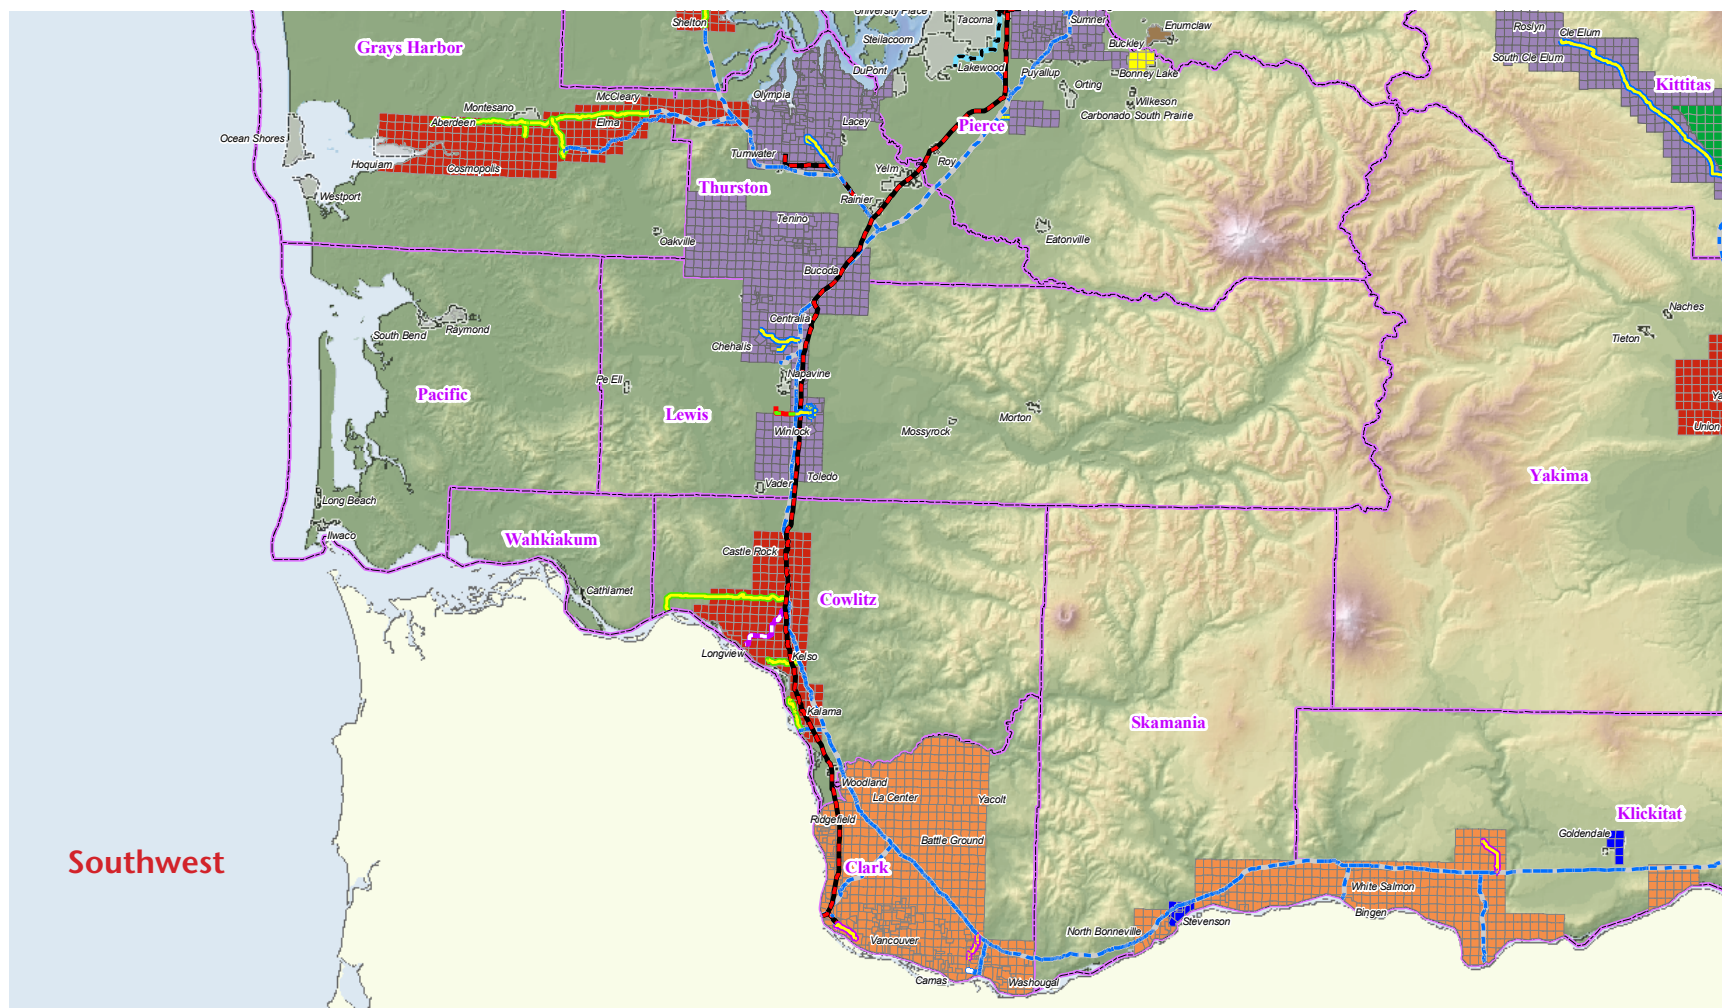 University Place
Tacoma
Sumner
Enumclaw
Shelton
Steilacoom
Buckley
Roslyn
Cle Elum
Grays Harbor
South Cle Elum
DuPont
Lakewood
Puyallup
Bonney Lake
Kittitas
Orting
Olympia
McCleary
Montesano
Wilkeson
Carbonado
South Prairie
Aberdeen
Elma
Lacey
Pierce
Ocean Shores
Hoquiam
Cosmopolis
Tumwater
Yelm
Roy
Thurston
Westport
Rainier
Tenino
Oakville
Eatonville
Bucoda
Naches
South Bend
Raymond
Centralia
Tieton
Chehalis
Napavine
Pe Ell
Pacific
Lewis
Mossyrock
Morton
Winlock
Union
Yakima
Toledo
Vader
Long Beach
Ilwaco
Wahkiakum
Castle Rock
Cathlamet
Cowlitz
Longview
Kelso
Kalama
Skamania
Woodland
La Center
Yacolt
Ridgefield
Battle Ground
Klickitat
Goldendale
Southwest
Clark
White Salmon
Bingen
Stevenson
North Bonneville
Vancouver
Camas
Washougal